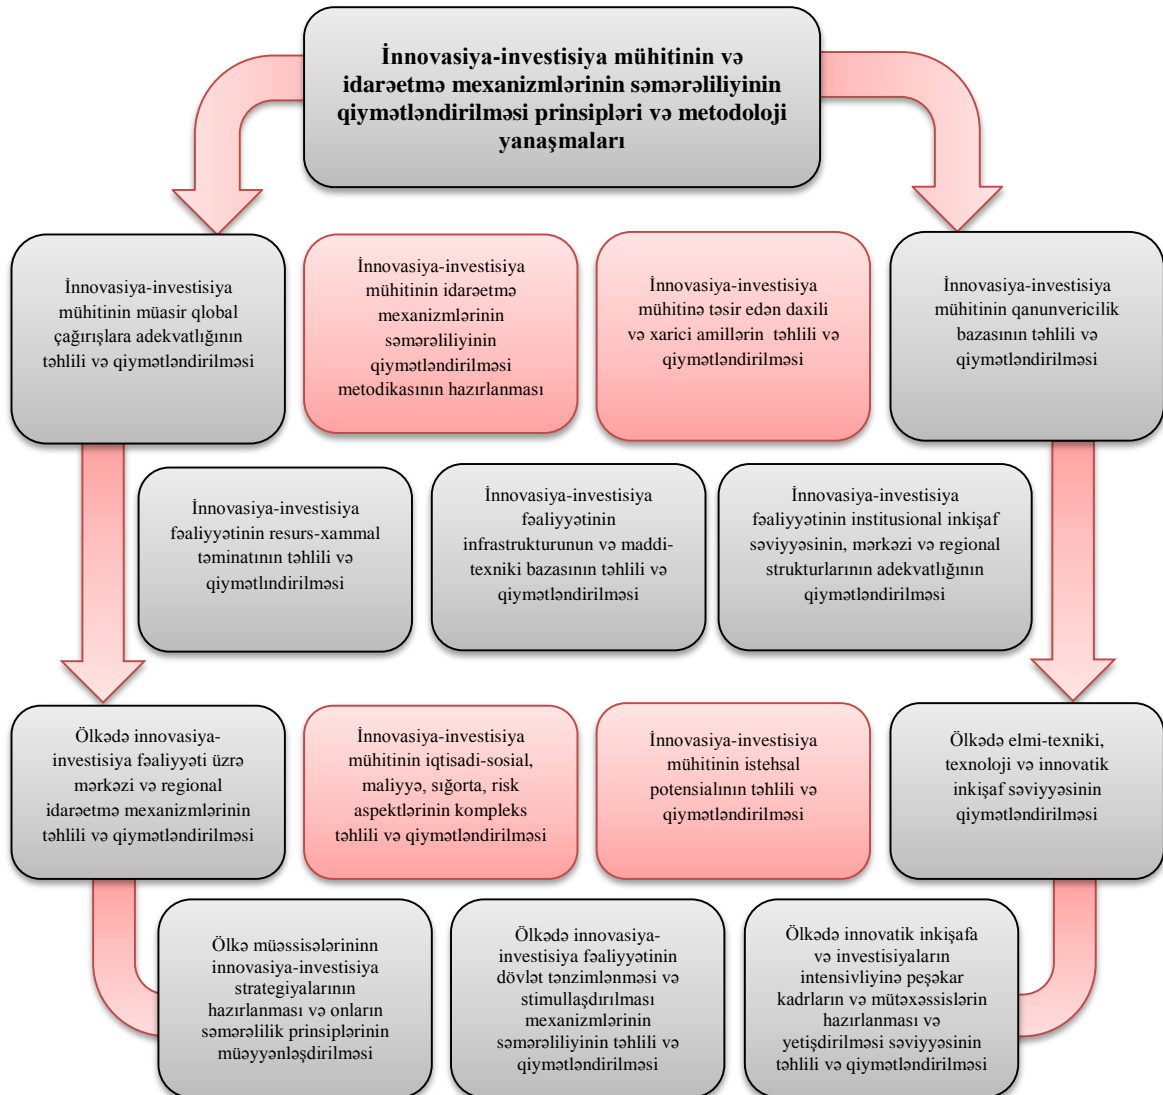 İnnovasiya-investisiya mühitinin və
idarəetmə mexanizmlərinin səmərəliliyinin
qiymətləndirilməsi prinsipləri və metodoloji
yanaşmaları
İnnovasiya-investisiya
mühitinin müasir qlobal
çağırışlara adekvatlığının
təhlili və qiymətləndirilməsi
İnnovasiya-investisiya
mühitinin idarəetmə
mexanizmlərinin
səmərəliliyinin
qiymətləndirilməsi
metodikasının hazırlanması
İnnovasiya-investisiya
mühitinə təsir edən daxili
və xarici amillərin təhlili və
qiymətləndirilməsi
İnnovasiya-investisiya
mühitinin qanunvericilik
bazasının təhlili və
qiymətləndirilməsi
İnnovasiya-investisiya
fəaliyyətinin resurs-xammal
təminatının təhlili və
qiymətlındirilməsi
İnnovasiya-investisiya
fəaliyyətinin
infrastrukturunun və maddi-
texniki bazasının təhlili və
qiymətləndirilməsi
İnnovasiya-investisiya
fəaliyyətinin institusional inkişaf
səviyyəsinin, mərkəzi və regional
strukturlarının adekvatlığının
qiymətləndirilməsi
Ölkədə innovasiya-
investisiya fəaliyyəti üzrə
mərkəzi və regional
idarəetmə mexanizmlərinin
təhlili və qiymətləndirilməsi
İnnovasiya-investisiya
mühitinin iqtisadi-sosial,
maliyyə, sığorta, risk
aspektlərinin kompleks
təhlili və qiymətləndirilməsi
İnnovasiya-investisiya
mühitinin istehsal
potensialının təhlili və
qiymətləndirilməsi
Ölkədə elmi-texniki,
texnoloji və innovatik
inkişaf səviyyəsinin
qiymətləndirilməsi
Ölkə müəssisələrininn
innovasiya-investisiya
strategiyalarının
hazırlanması və onların
səmərəlilik prinsiplərinin
müəyyənləşdirilməsi
Ölkədə innovasiya-
investisiya fəaliyyətinin
dövlət tənzimlənməsi və
stimullaşdırılması
mexanizmlərinin
səmərəliliyinin təhlili və
qiymətləndirilməsi
Ölkədə innovatik inkişafa
və investisiyaların
intensivliyinə peşəkar
kadrların və mütəxəssislərin
hazırlanması və
yetişdirilməsi səviyyəsinin
təhlili və qiymətləndirilməsi